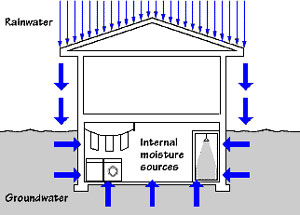 Rainwater
Internal
moisture
sources
Groundwater